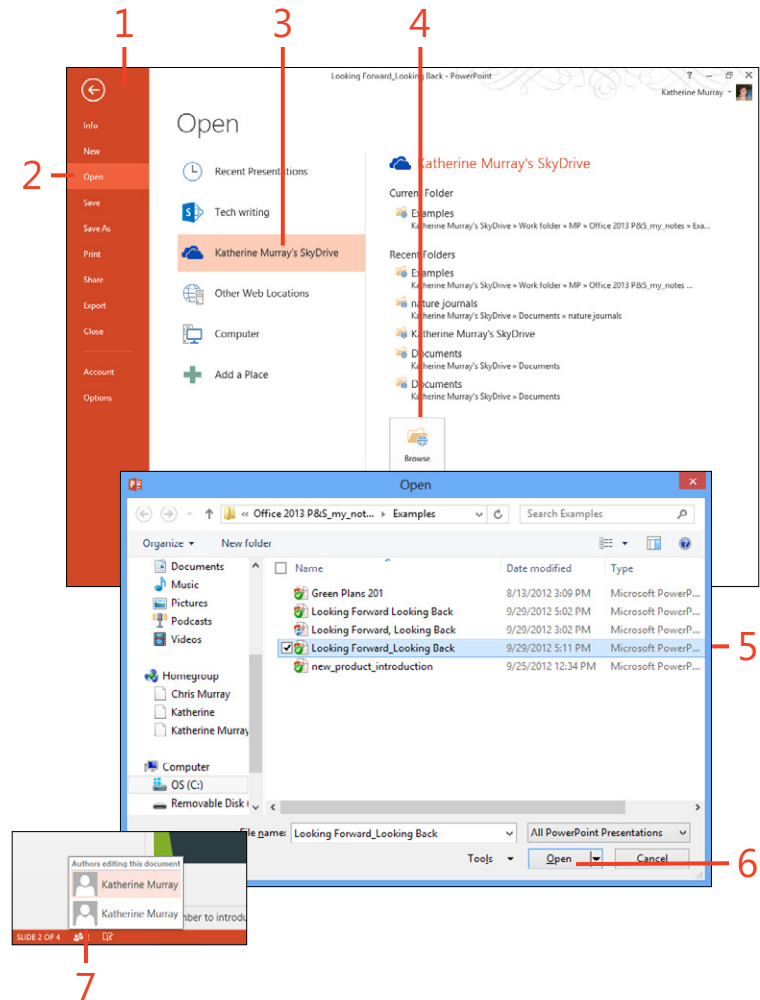 1
3
4
Looking Forward_Looking Back - PowerPoint
?
Katherine Murray
Open
Info
New
2
Open
Save
Save As
Print
Share
Export
Close
Account
Options
Recent Presentations
Tech writing
Katherine Murray's SkyDrive
Other Web Locations
Computer
Add a Place
Katherine Murray's SkyDrive
Current Folder
Examples
Katherine Murray's SkyDrive » Work folder » MP » Office 2013 P&S_my_notes » Exa...
Recent Folders
Examples
Katherine Murray's SkyDrive » Work folder » MP » Office 2013 P&S_my_notes ...
nature journals
Katherine Murray's SkyDrive » Documents » nature journals
Katherine Murray's SkyDrive
Documents
Katherine Murray's SkyDrive » Documents
Documents
Katherine Murray's SkyDrive » Documents
Browse
Open
« Office 2013 P&S_my_not... ▸ Examples
Search Examples
Organize
New folder
Documents
Music
Pictures
Podcasts
Videos
Homegroup
Chris Murray
Katherine
Katherine Murray
Computer
OS (C:)
Removable Disk (
Name Date modified Type
Green Plans 201 8/13/2012 3:09 PM Microsoft PowerP...
Looking Forward Looking Back 9/29/2012 5:02 PM Microsoft PowerP...
Looking Forward, Looking Back 9/29/2012 3:02 PM Microsoft PowerP...
Looking Forward_Looking Back 9/29/2012 5:11 PM Microsoft PowerP...
new_product_introduction 9/25/2012 12:34 PM Microsoft PowerP...
5
File name: Looking Forward_Looking Back
All PowerPoint Presentations
Tools
Open
Cancel
6
Authors editing this document
Katherine Murray
Katherine Murray
mber to introdu
SLIDE 2 OF 4
7